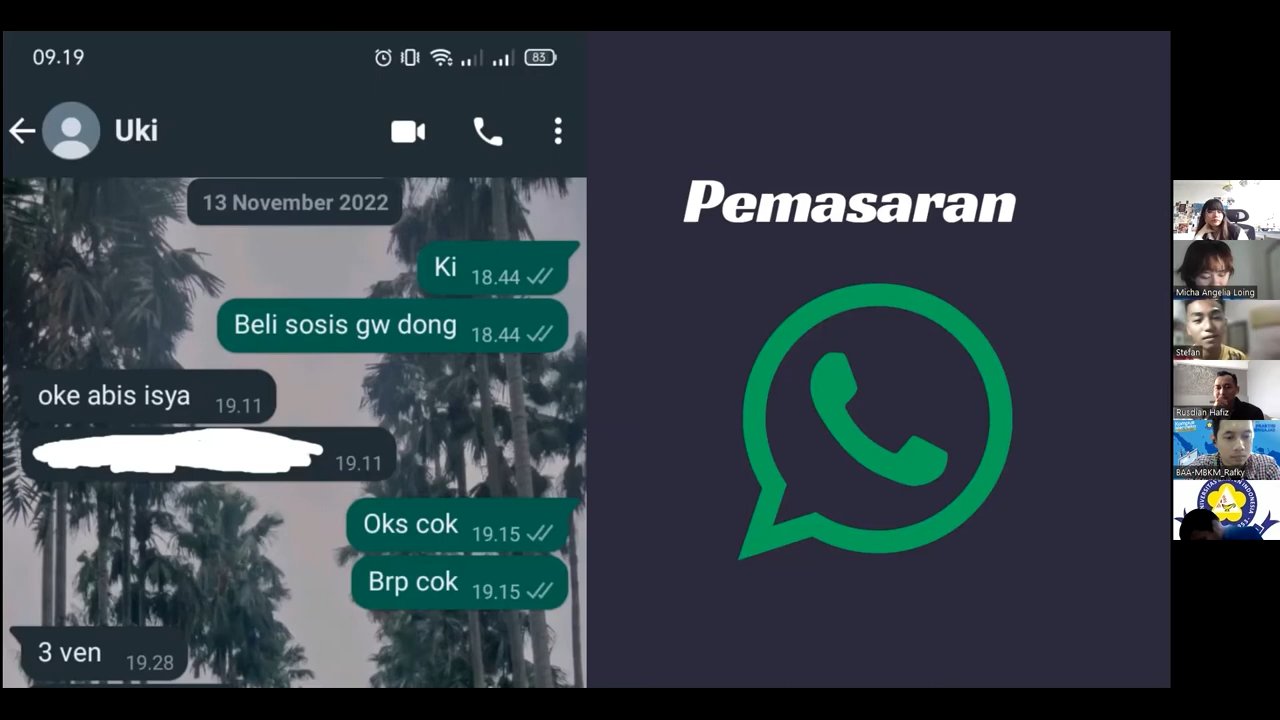 09.19
83
Uki
13 November 2022
Ki 18.44
Beli sosis gw dong 18.44
oke abis isya 19.11
19.11
Oks cok 19.15
Brp cok 19.15
3 ven 19.28
Pemasaran
Micha Angelia Loing
Stefan
Rusdian Hafiz
BAA-MBKM_Rafky